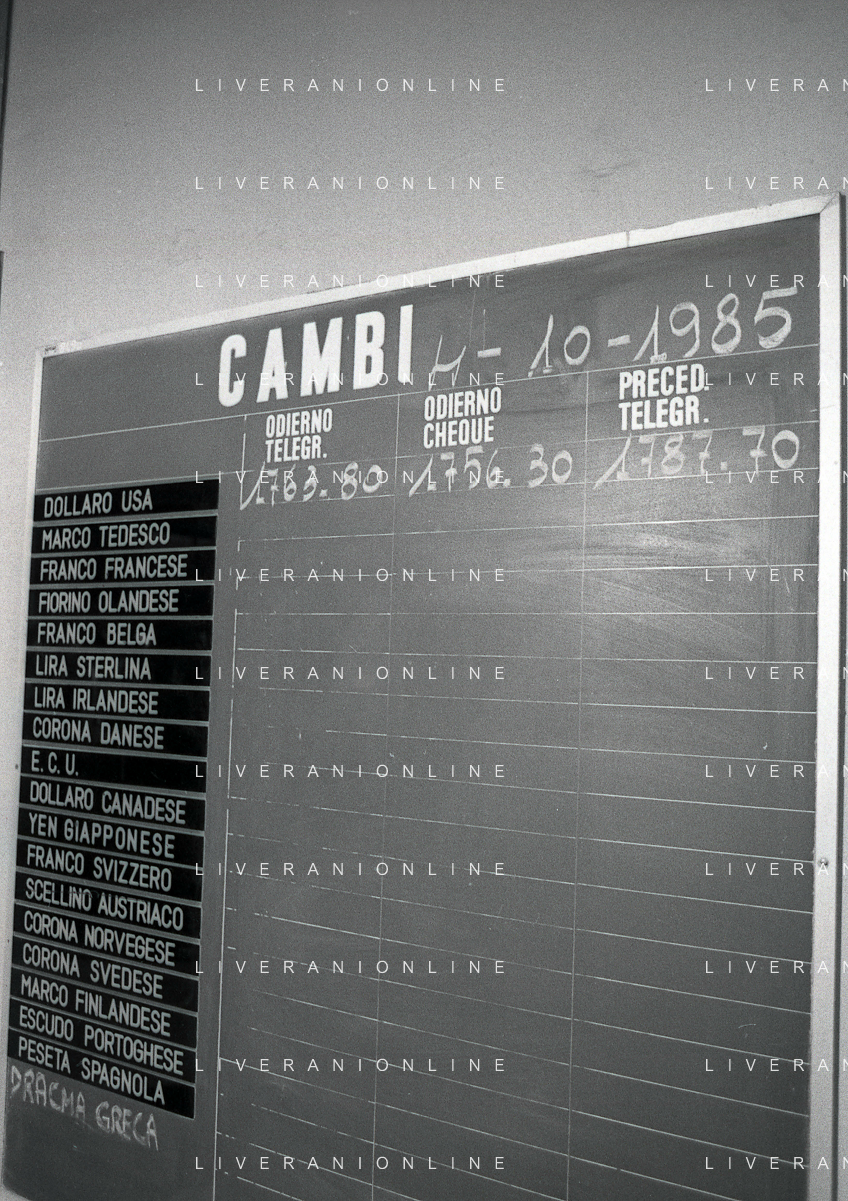 CAMBI 4-10-1985
ODIERNO TELEGR.
ODIERNO CHEQUE
PRECED. TELEGR.
DOLLARO USA 1763.80 1756.30 1787.70
MARCO TEDESCO
FRANCO FRANCESE
FIORINO OLANDESE
FRANCO BELGA
LIRA STERLINA
LIRA IRLANDESE
CORONA DANESE
E.C.U.
DOLLARO CANADESE
YEN GIAPPONESE
FRANCO SVIZZERO
SCELLINO AUSTRIACO
CORONA NORVEGESE
CORONA SVEDESE
MARCO FINLANDESE
ESCUDO PORTOGHESE
PESETA SPAGNOLA
DRACMA GRECA
LIVERANIONLINE